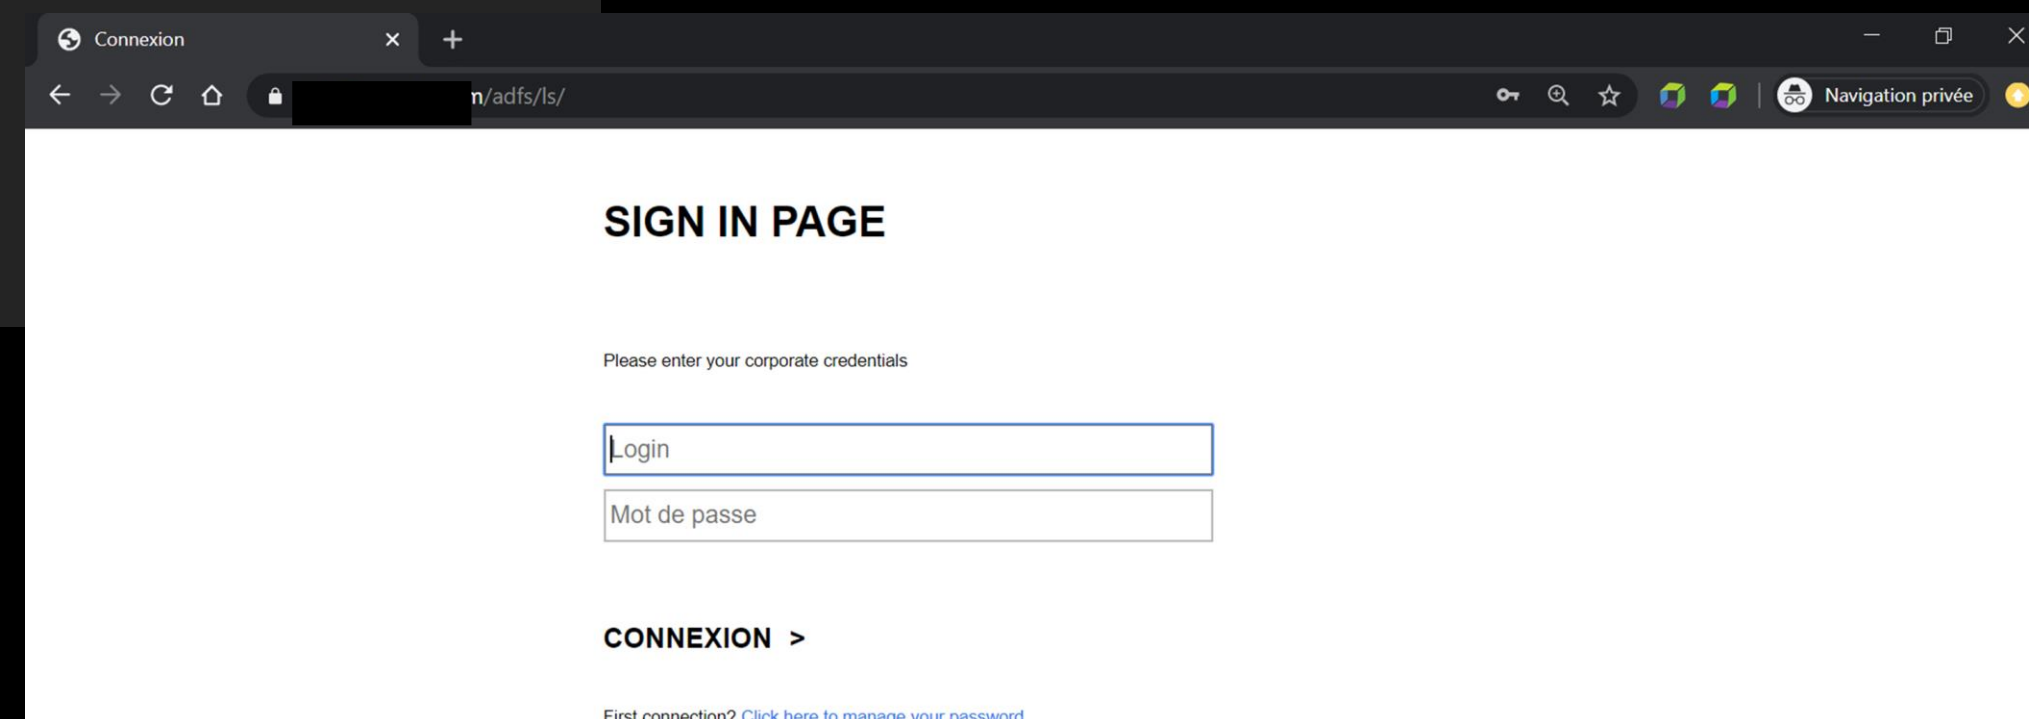 Connexion
n/adfs/ls/
Navigation privée
SIGN IN PAGE
Please enter your corporate credentials
Login
Mot de passe
CONNEXION >
First connection? Click here to manage your password